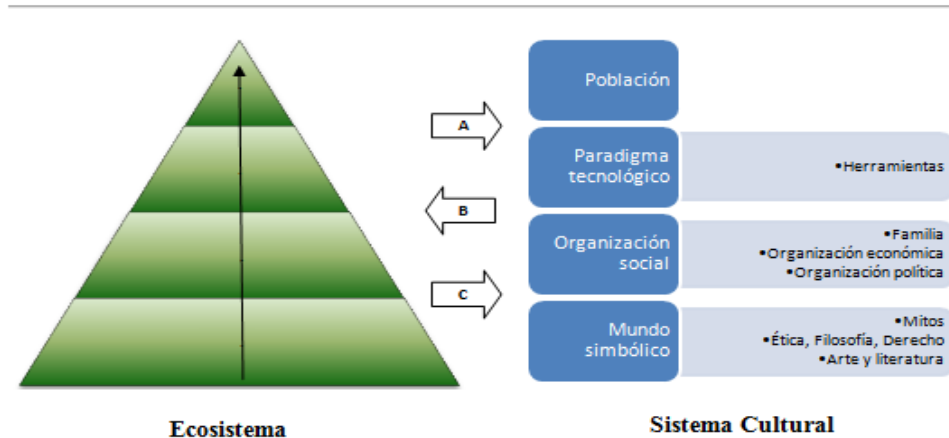 A
B
C
Población
Paradigma
tecnológico
•Herramientas
Organización
social
•Familia
•Organización económica
•Organización política
Mundo
simbólico
•Mitos
•Ética, Filosofía, Derecho
•Arte y literatura
Ecosistema
Sistema Cultural